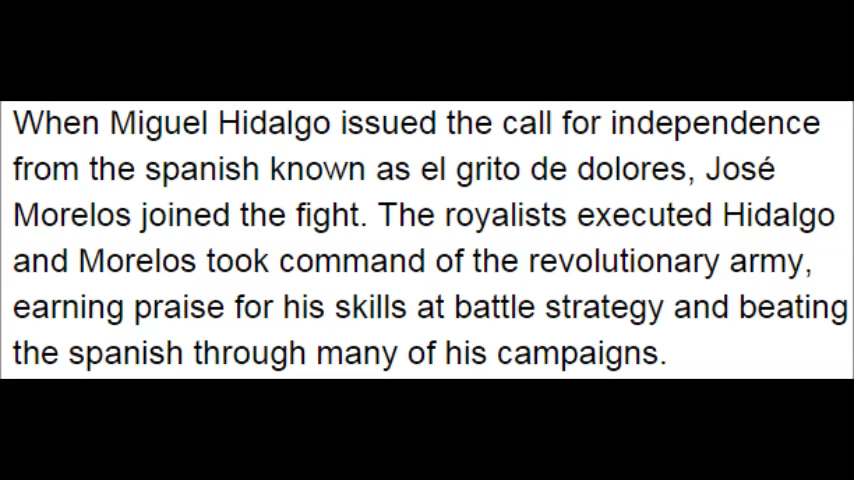 When Miguel Hidalgo issued the call for independence
from the spanish known as el grito de dolores, José
Morelos joined the fight. The royalists executed Hidalgo
and Morelos took command of the revolutionary army,
earning praise for his skills at battle strategy and beating
the spanish through many of his campaigns.